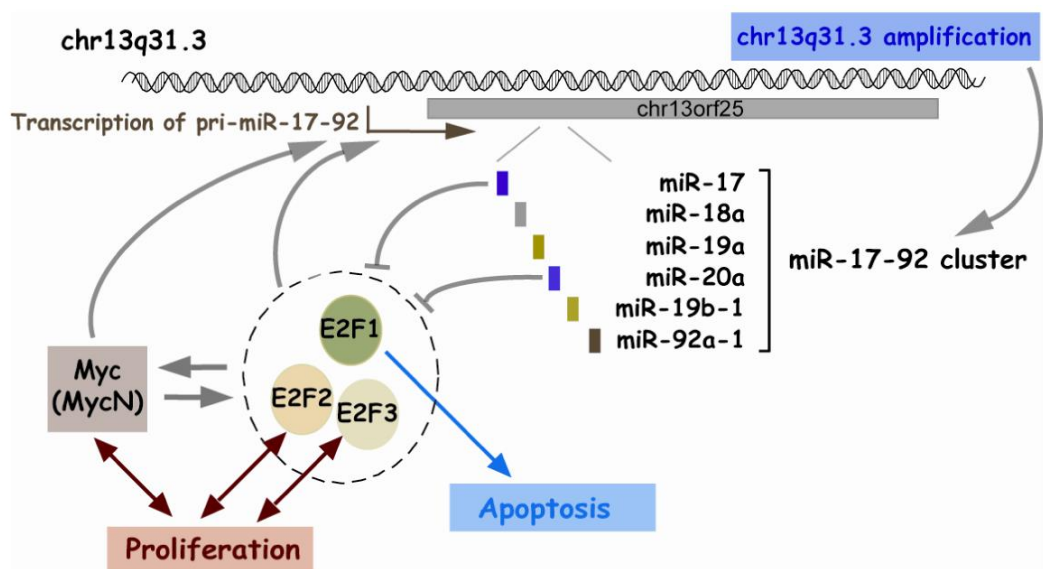 chr13q31.3
chr13q31.3 amplification
chr13orf25
Transcription of pri-miR-17-92
miR-17
miR-18a
miR-19a
miR-20a
miR-19b-1
miR-92a-1
miR-17-92 cluster
E2F1
E2F2
E2F3
Myc
(MycN)
Apoptosis
Proliferation